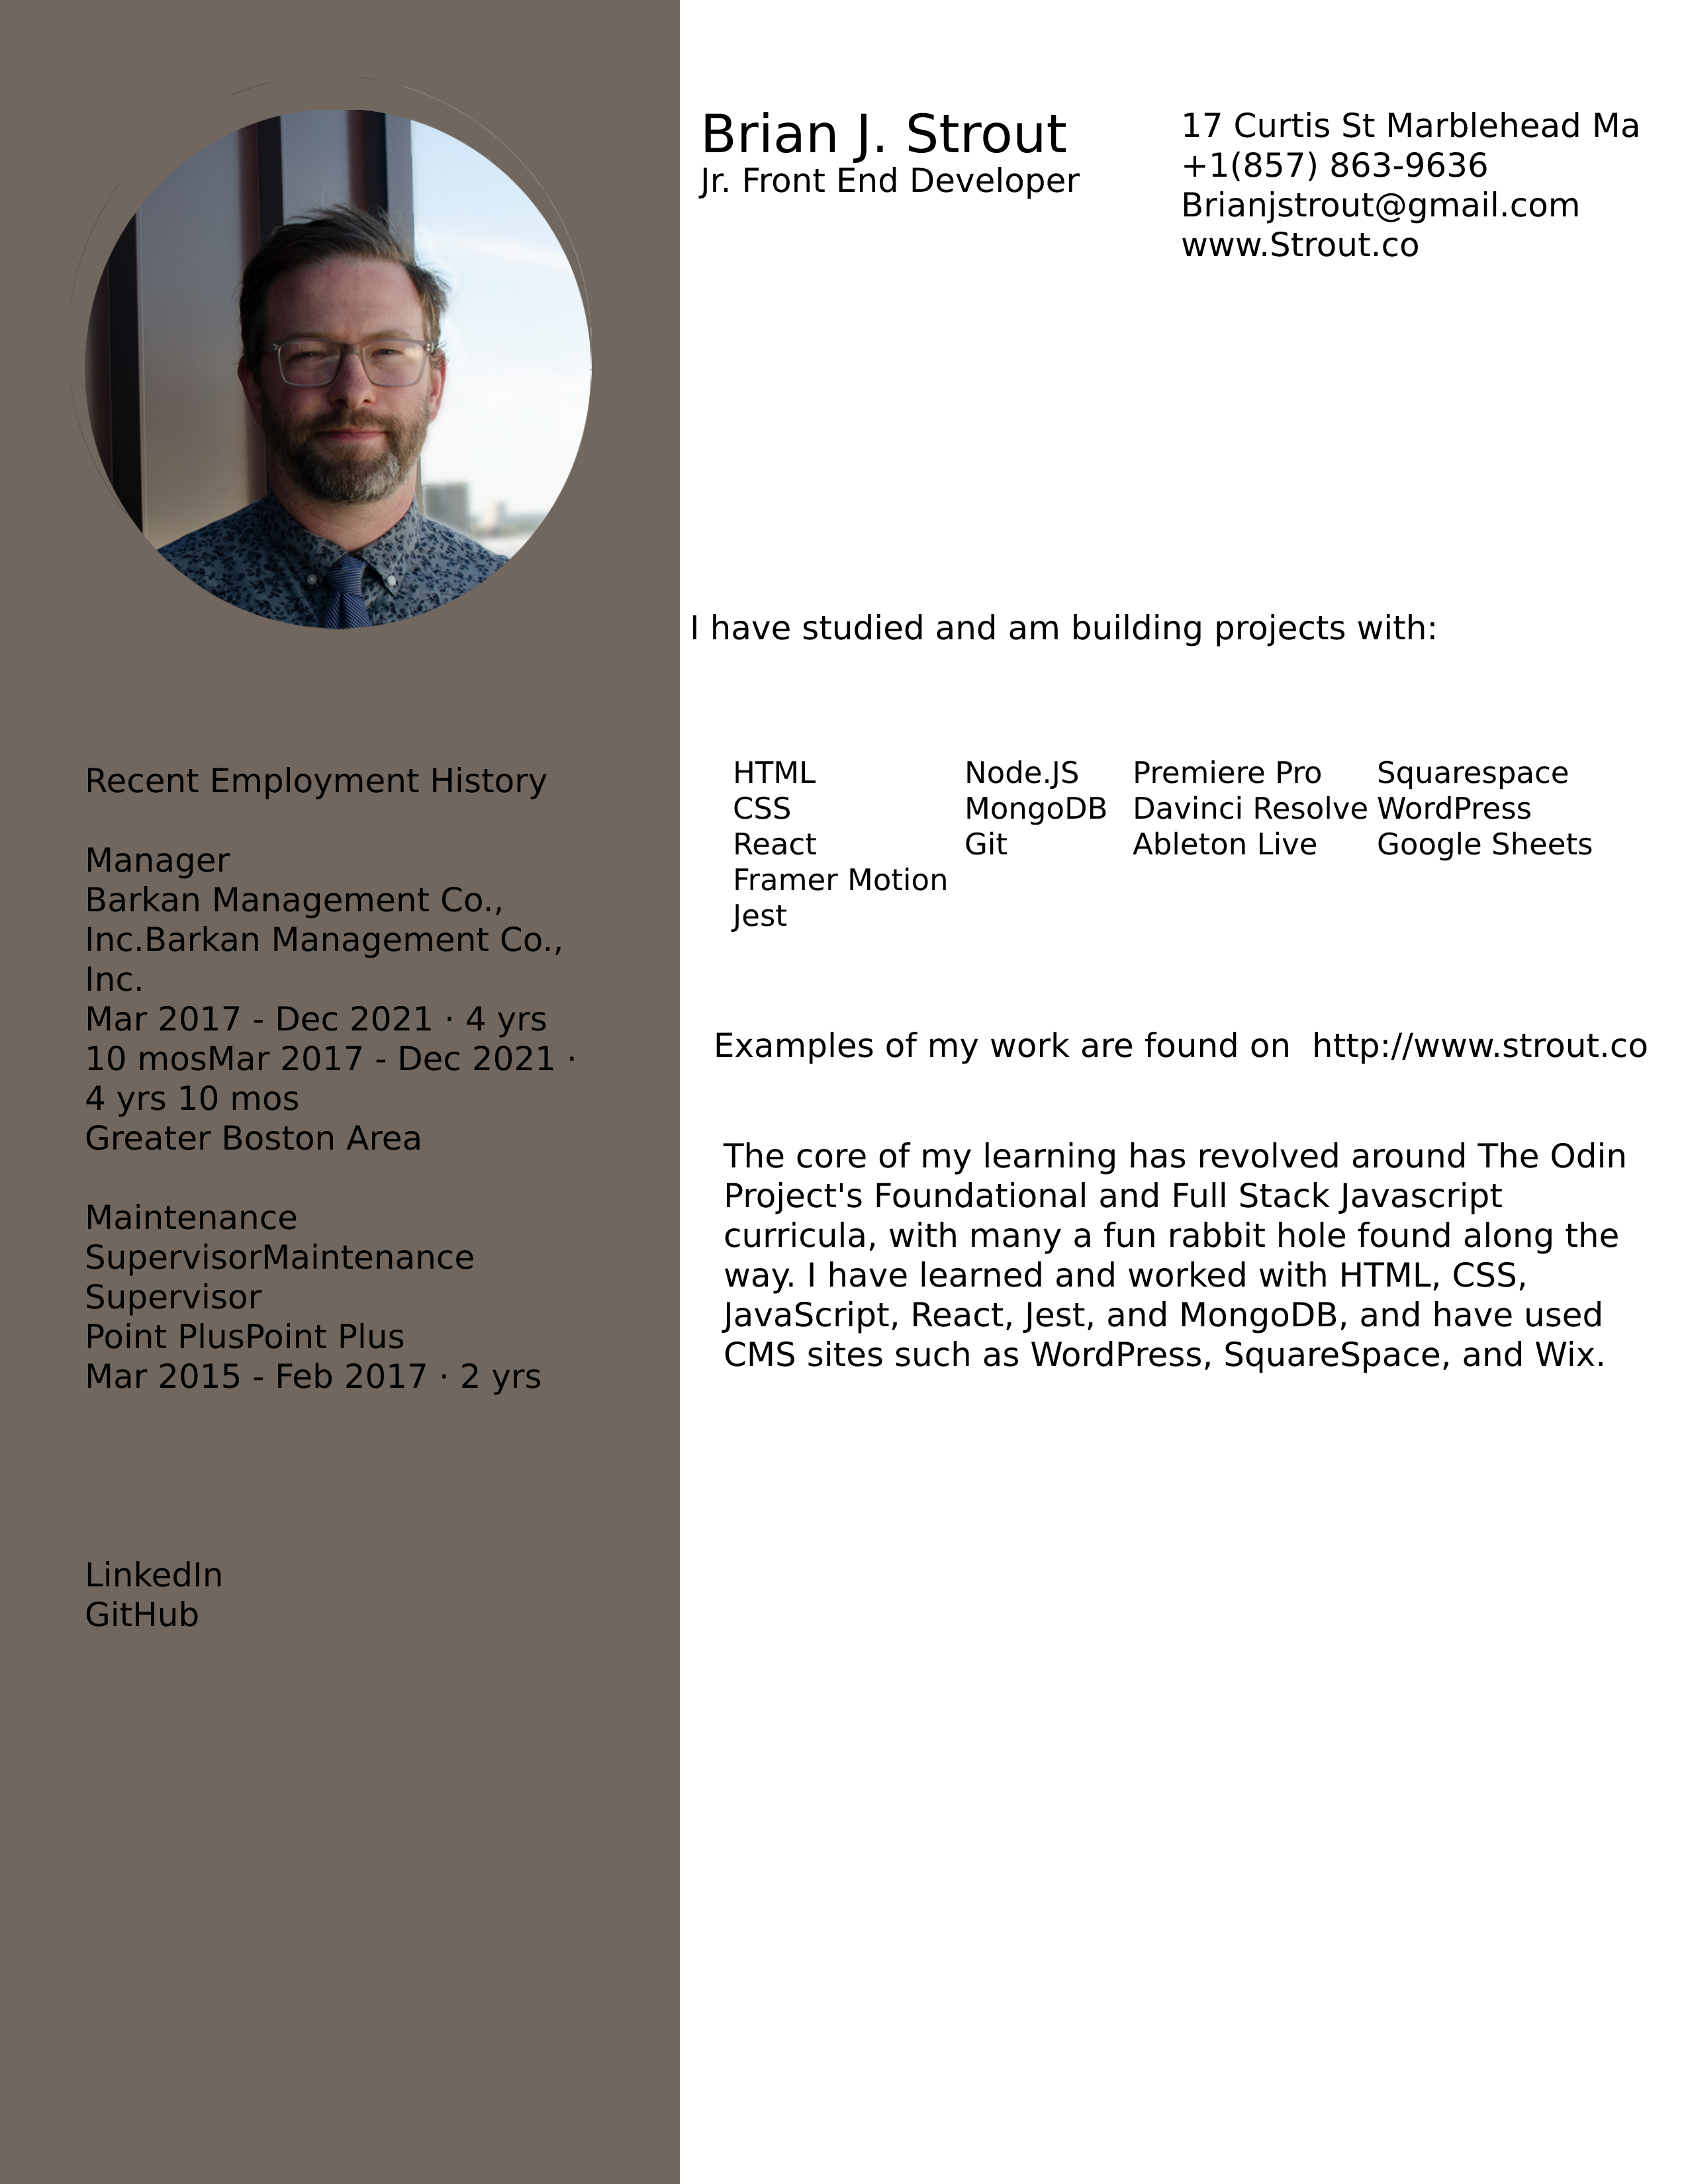 Brian J. Strout
Jr. Front End Developer
17 Curtis St Marblehead Ma
+1(857) 863-9636
Brianjstrout@gmail.com
www.Strout.co
I have studied and am building projects with:
HTML
CSS
React
Framer Motion
Jest
Node.JS
MongoDB
Git
Premiere Pro
Davinci Resolve
Ableton Live
Squarespace
WordPress
Google Sheets
Examples of my work are found on  http://www.strout.co
The core of my learning has revolved around The Odin
Project's Foundational and Full Stack Javascript
curricula, with many a fun rabbit hole found along the
way. I have learned and worked with HTML, CSS,
JavaScript, React, Jest, and MongoDB, and have used
CMS sites such as WordPress, SquareSpace, and Wix.
Recent Employment History
Manager
Barkan Management Co.,
Inc.Barkan Management Co.,
Inc.
Mar 2017 - Dec 2021 · 4 yrs
10 mosMar 2017 - Dec 2021 ·
4 yrs 10 mos
Greater Boston Area
Maintenance
SupervisorMaintenance
Supervisor
Point PlusPoint Plus
Mar 2015 - Feb 2017 · 2 yrs
LinkedIn
GitHub